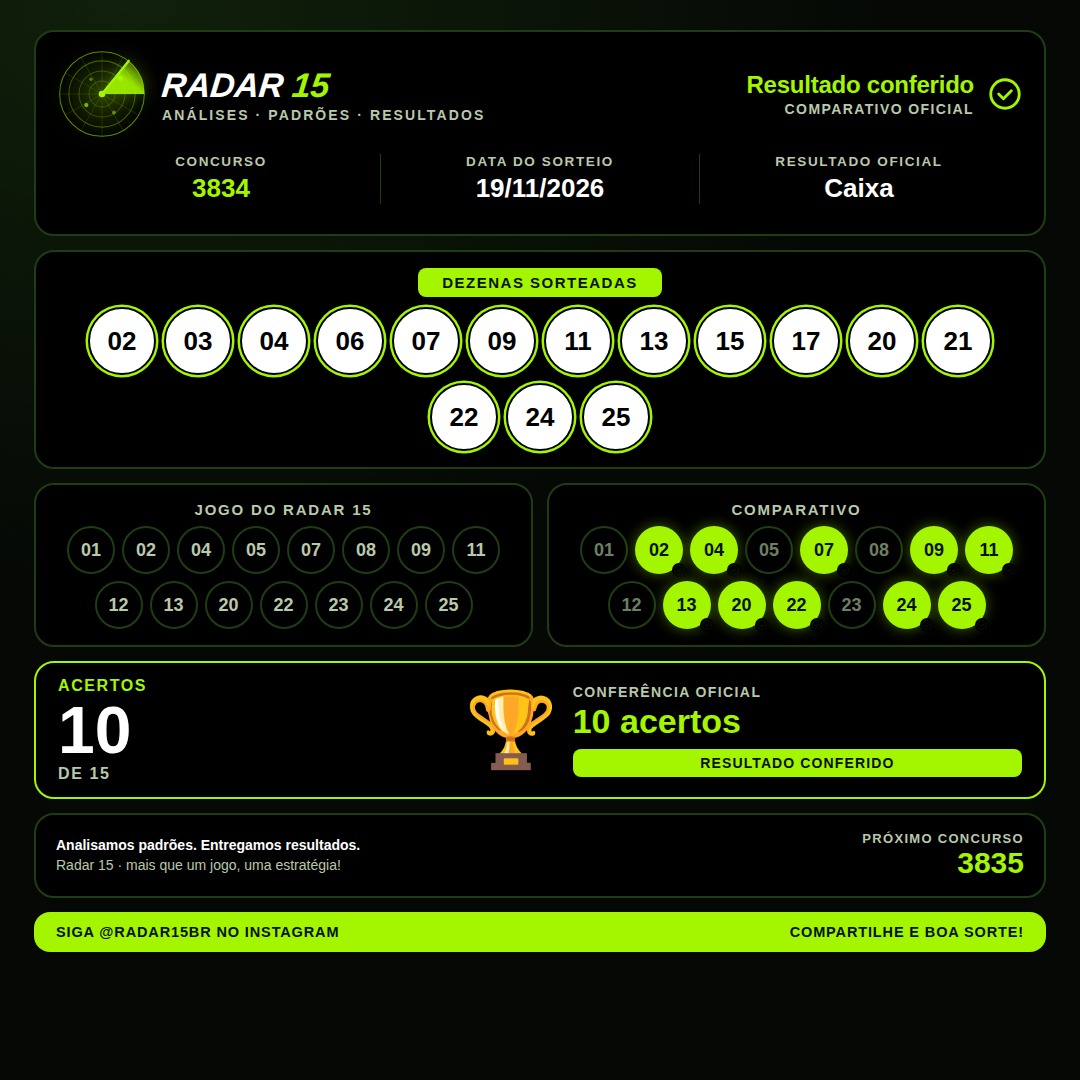 RADAR 15
ANÁLISES · PADRÕES · RESULTADOS
Resultado conferido
COMPARATIVO OFICIAL
CONCURSO
3834
DATA DO SORTEIO
19/11/2026
RESULTADO OFICIAL
Caixa
DEZENAS SORTEADAS
02 03 04 06 07 09 11 13 15 17 20 21
22 24 25
JOGO DO RADAR 15
01 02 04 05 07 08 09 11
12 13 20 22 23 24 25
COMPARATIVO
01 02 04 05 07 08 09 11
12 13 20 22 23 24 25
ACERTOS
10
DE 15
CONFERÊNCIA OFICIAL
10 acertos
RESULTADO CONFERIDO
Analisamos padrões. Entregamos resultados.
Radar 15 · mais que um jogo, uma estratégia!
PRÓXIMO CONCURSO
3835
SIGA @RADAR15BR NO INSTAGRAM
COMPARTILHE E BOA SORTE!